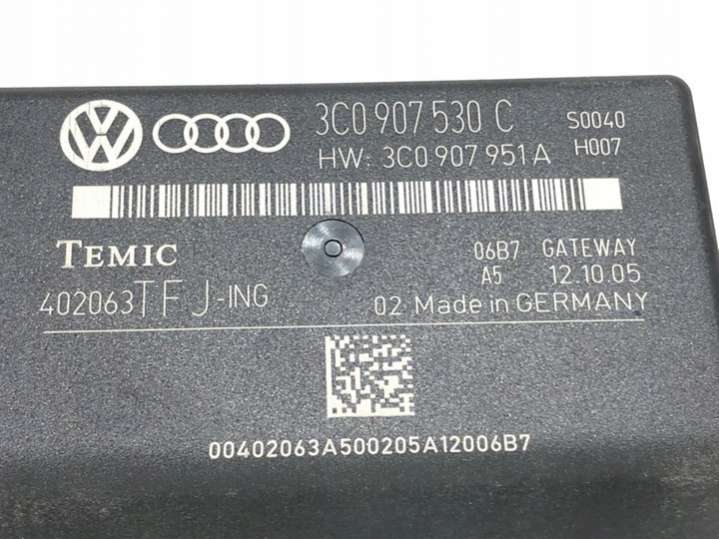 3C0 907 530 C S0040
HW: 3C0 907 951 A H007
TEMIC 06B7 GATEWAY
A5 12.10.05
402063TFJ-ING 02 Made in GERMANY
00402063A500205A12006B7